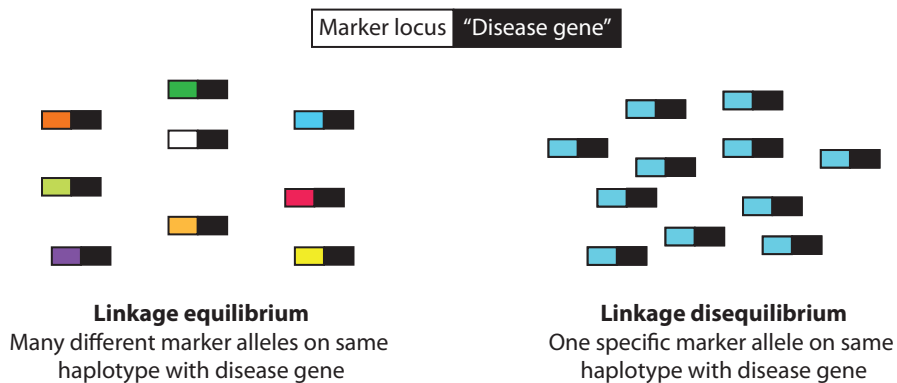 Marker locus "Disease gene"
Linkage equilibrium
Many different marker alleles on same
haplotype with disease gene
Linkage disequilibrium
One specific marker allele on same
haplotype with disease gene